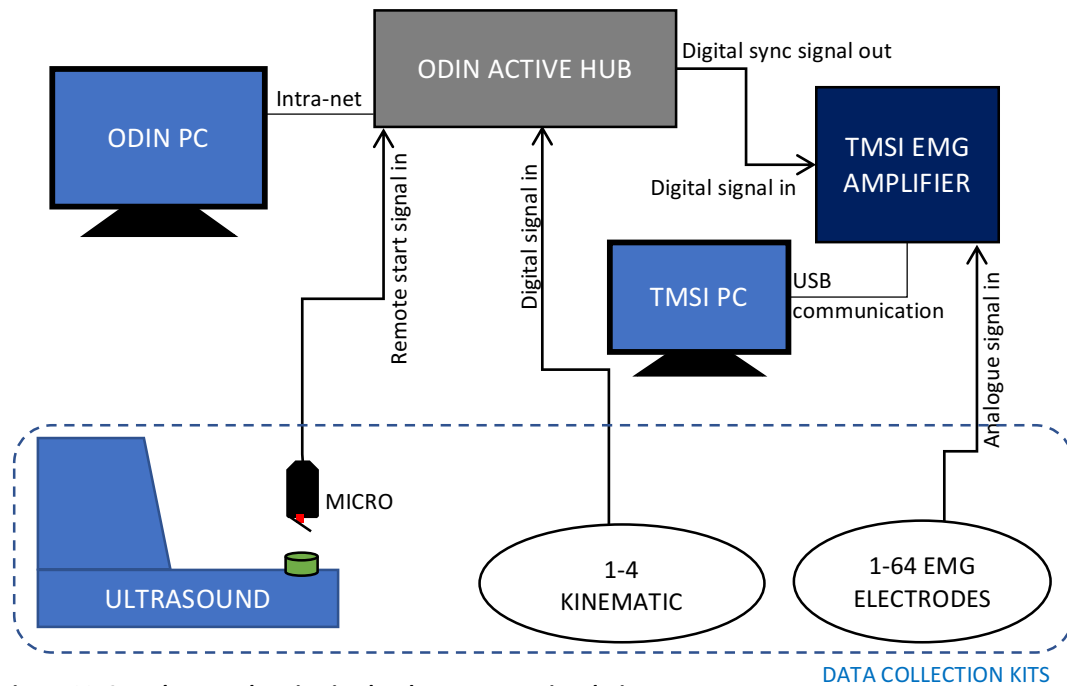 ODIN ACTIVE HUB
Digital sync signal out
Intra-net
ODIN PC
TMSI EMG
AMPLIFIER
Digital signal in
Remote start signal in
Digital signal in
TMSI PC
USB
communication
Analogue signal in
MICRO
ULTRASOUND
1-4
KINEMATIC
1-64 EMG
ELECTRODES
DATA COLLECTION KITS